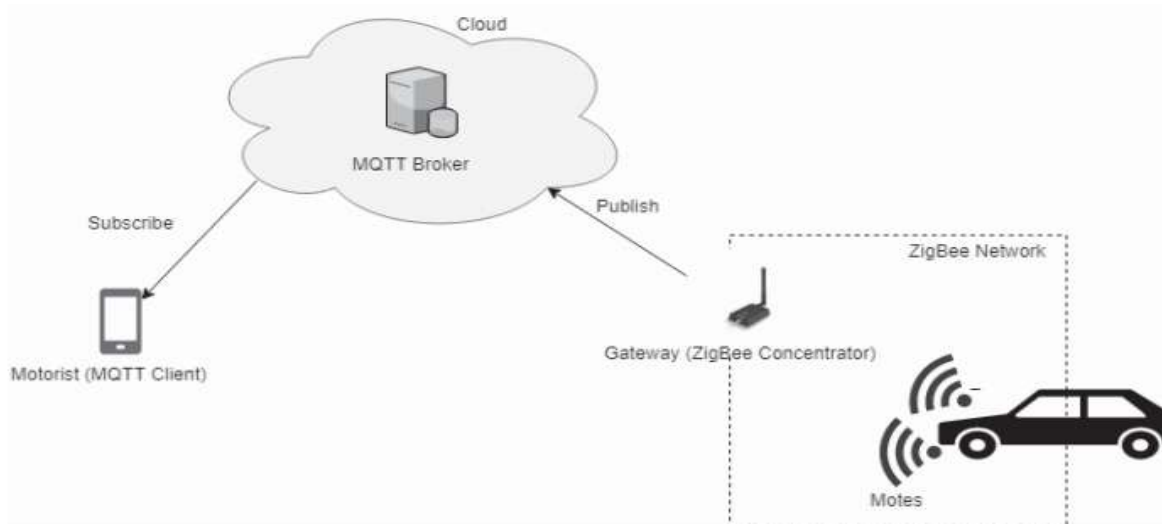 Cloud
MQTT Broker
Subscribe
Publish
ZigBee Network
Motorist (MQTT Client)
Gateway (ZigBee Concentrator)
Motes